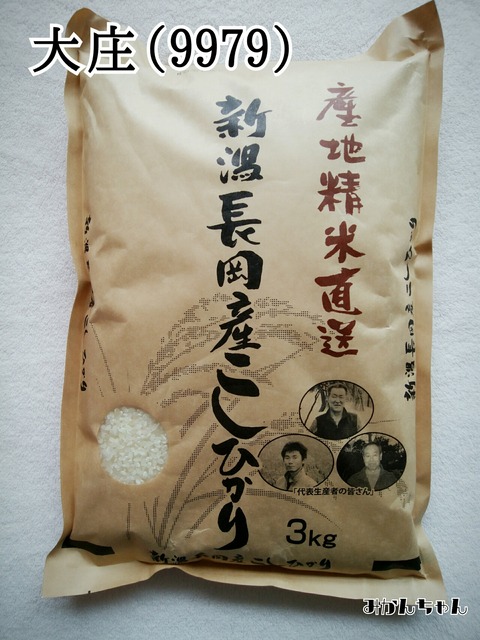 大庄(9979)
産地精米直送
新潟長岡産こしひかり
「代表生産者の皆さん」
3kg
新潟長岡産こしひかり
みかんちゃん